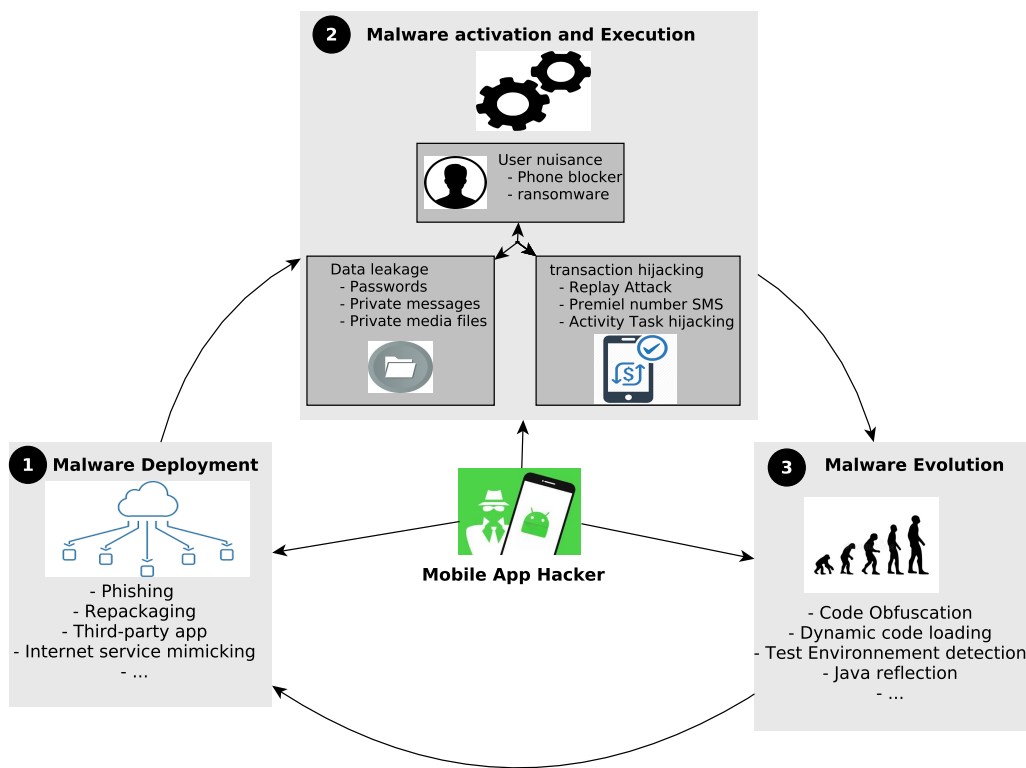 2 Malware activation and Execution
User nuisance
- Phone blocker
- ransomware
Data leakage
- Passwords
- Private messages
- Private media files
transaction hijacking
- Replay Attack
- Premiel number SMS
- Activity Task hijacking
$
1 Malware Deployment
- Phishing
- Repackaging
- Third-party app
- Internet service mimicking
- ...
Mobile App Hacker
3 Malware Evolution
- Code Obfuscation
- Dynamic code loading
- Test Environnement detection
- Java reflection
- ...